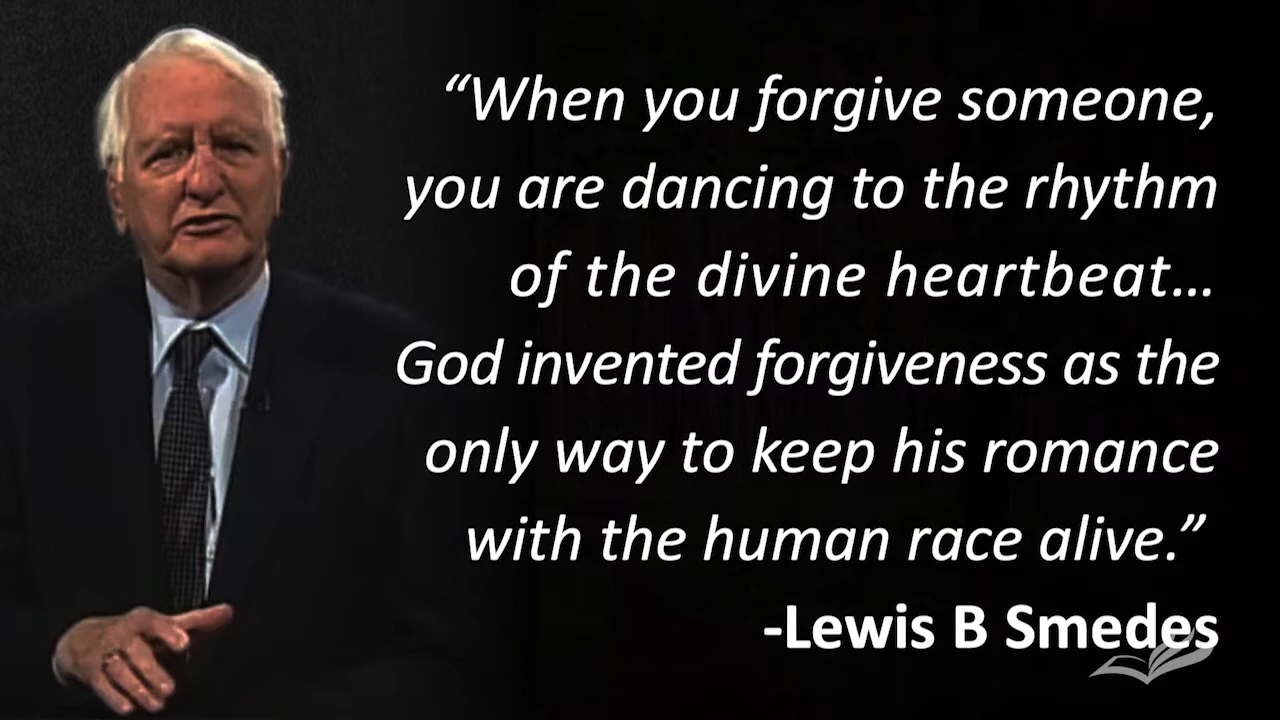 “When you forgive someone,
you are dancing to the rhythm
of the divine heartbeat...
God invented forgiveness as the
only way to keep his romance
with the human race alive.”
-Lewis B Smedes